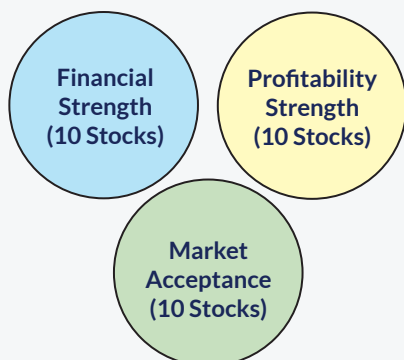 Financial
Strength
(10 Stocks)
Profitability
Strength
(10 Stocks)
Market
Acceptance
(10 Stocks)